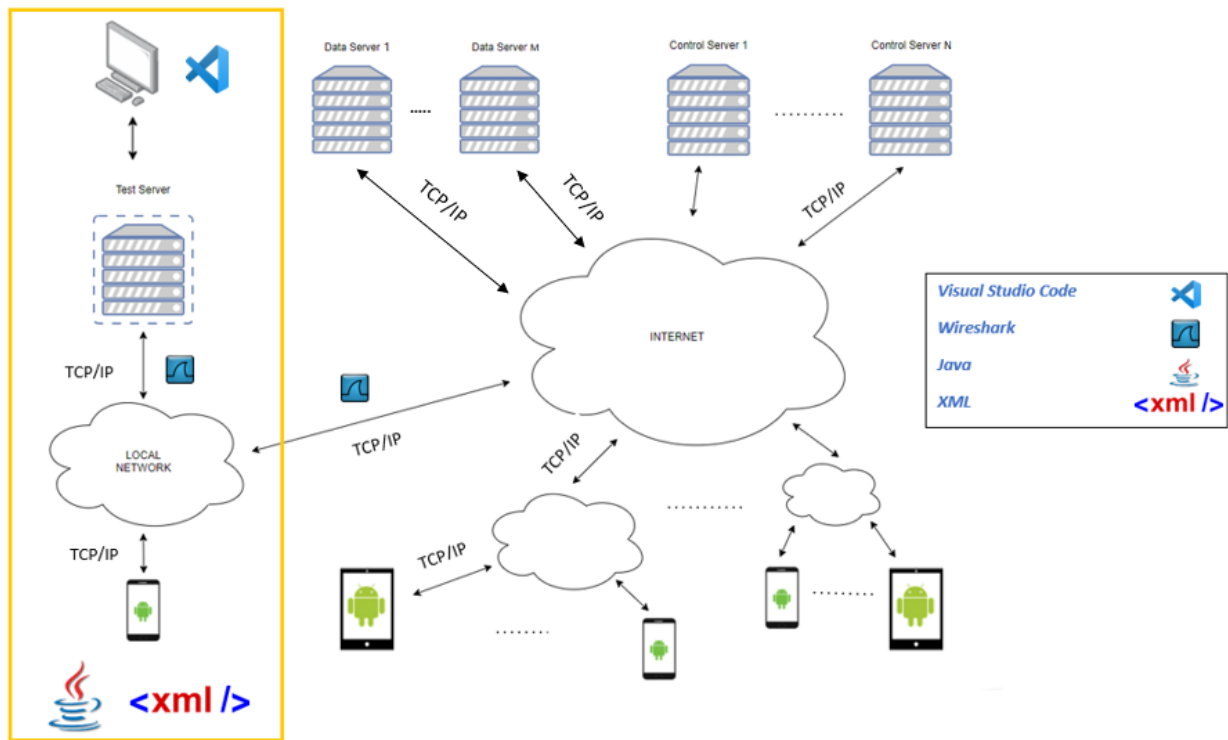 Data Server 1
Data Server M
Control Server 1
Control Server N
.....
..........
Test Server
TCP/IP
TCP/IP
TCP/IP
TCP/IP
LOCAL
NETWORK
TCP/IP
TCP/IP
INTERNET
TCP/IP
TCP/IP
TCP/IP
Visual Studio Code
Wireshark
Java
XML
<xml />
<xml />